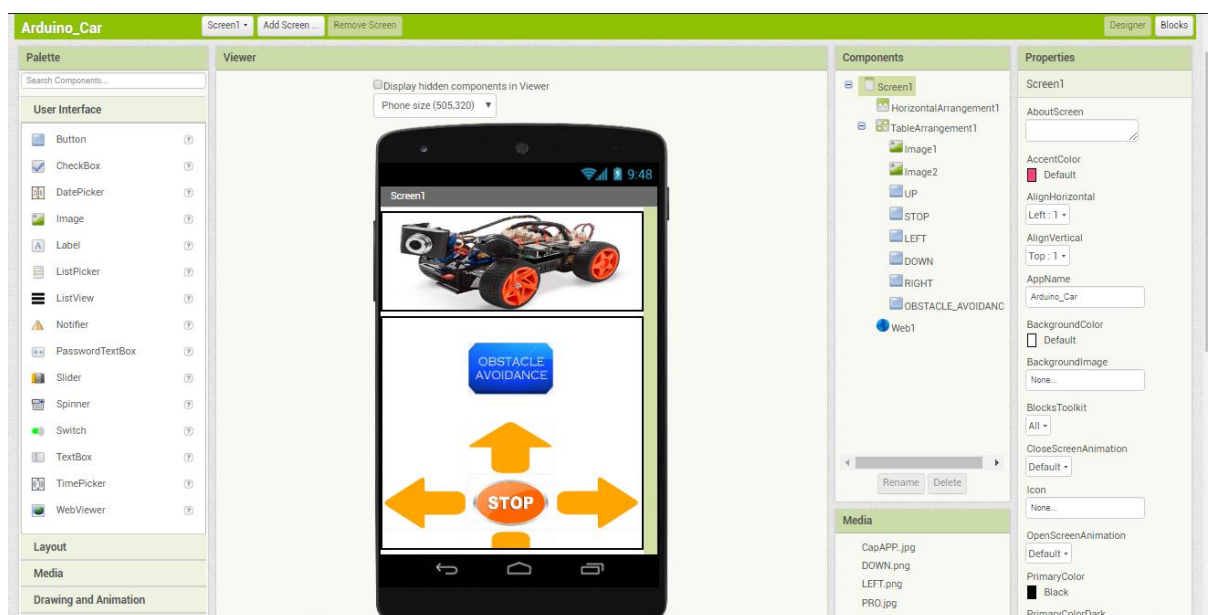 Arduino_Car
Screen1
Add Screen ...
Remove Screen
Designer
Blocks
Palette
Search Components...
User Interface
Button
CheckBox
DatePicker
Image
Label
ListPicker
ListView
Notifier
PasswordTextBox
Slider
Spinner
Switch
TextBox
TimePicker
WebViewer
Layout
Media
Drawing and Animation
Viewer
Display hidden components in Viewer
Phone size (505,320)
9:48
Screen1
OBSTACLE
AVOIDANCE
STOP
Components
Screen1
HorizontalArrangement1
TableArrangement1
Image1
Image2
UP
STOP
LEFT
DOWN
RIGHT
OBSTACLE_AVOIDANC
Web1
Rename
Delete
Media
CapAPP.jpg
DOWN.png
LEFT.png
PRO.jpg
Properties
Screen1
AboutScreen
AccentColor
Default
AlignHorizontal
Left : 1
AlignVertical
Top : 1
AppName
Arduino_Car
BackgroundColor
Default
BackgroundImage
None...
BlocksToolkit
All
CloseScreenAnimation
Default
Icon
None...
OpenScreenAnimation
Default
PrimaryColor
Black
PrimaryColorDark